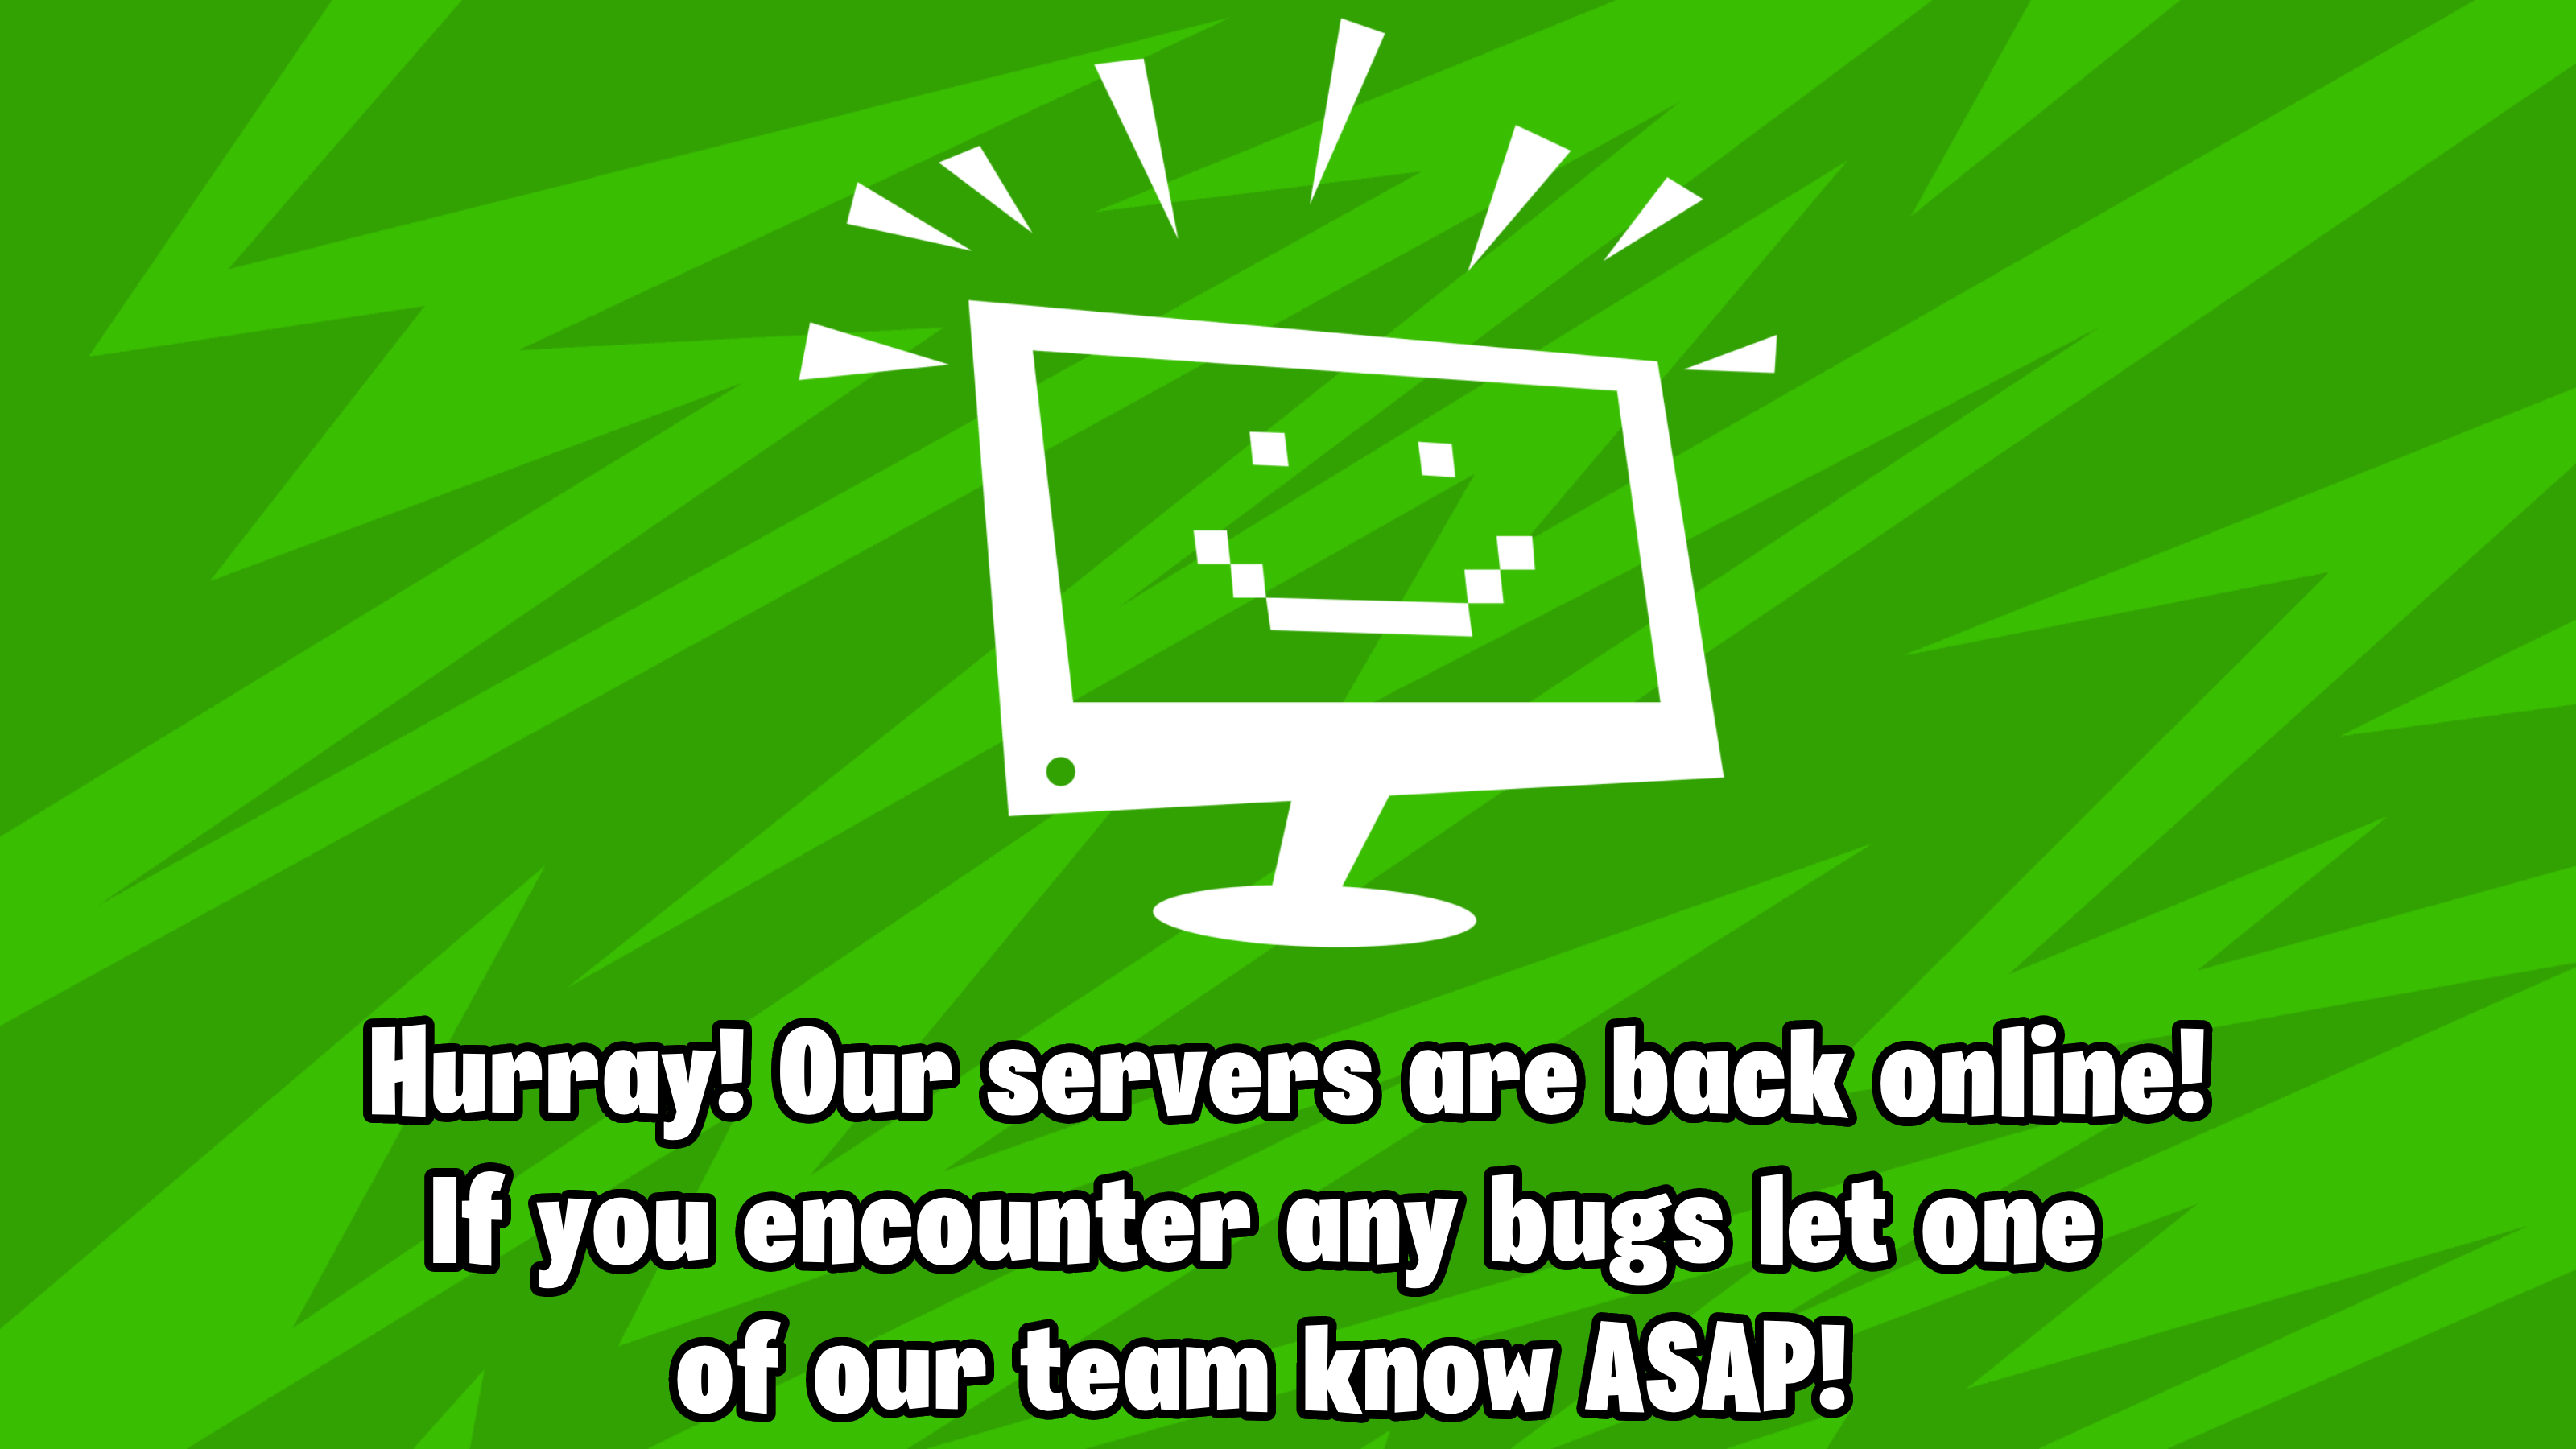 Hurray! Our servers are back online!
If you encounter any bugs let one
of our team know ASAP!